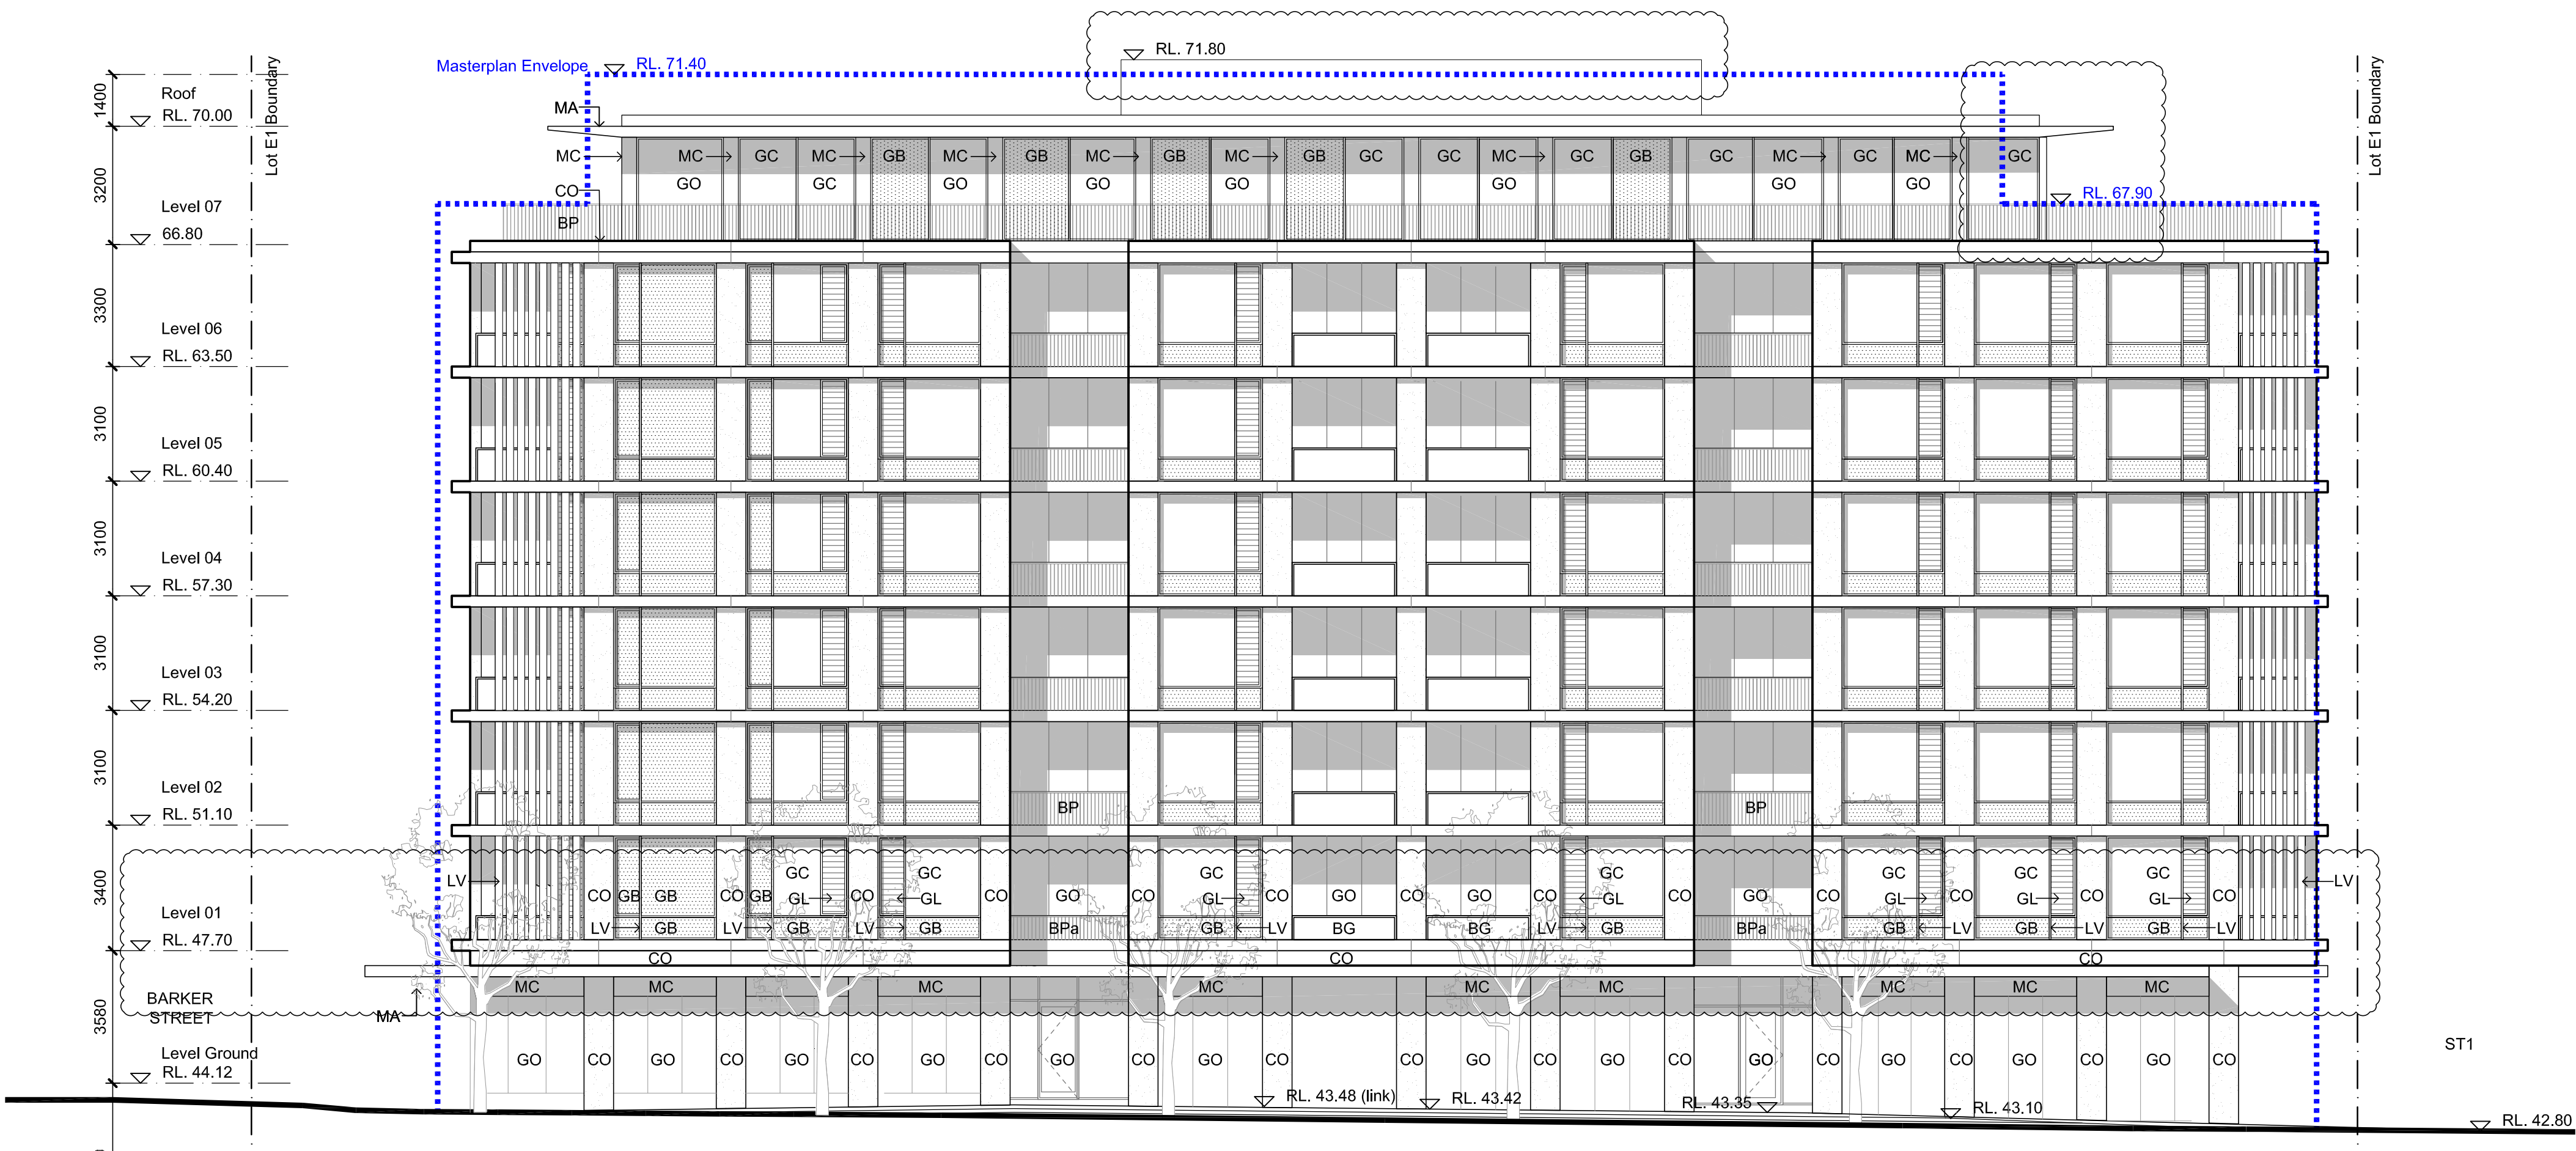 RL. 71.80
Masterplan Envelope RL. 71.40
Lot E1 Boundary
Lot E1 Boundary
1400
Roof
RL. 70.00
MA
MC MC GC MC GB MC GB MC GB MC GB GC GC MC GC GB GC MC GC MC GC
GO GC GO GO GO GO GO GO
3200
CO
RL. 67.90
Level 07
66.80
BP
3300
Level 06
RL. 63.50
3100
Level 05
RL. 60.40
3100
Level 04
RL. 57.30
3100
Level 03
RL. 54.20
3100
Level 02
RL. 51.10
BP BP
3400
GC GC GC GC GC GC GC
LV LV
CO GB GB CO GB GL CO GL CO GO CO GL CO GO CO GO CO GL CO GO CO GL CO GL CO GL CO
Level 01
RL. 47.70
LV GB LV GB LV GB BPa GB LV BG BG LV GB BPa GB LV GB LV GB LV
CO CO CO
3580
MC MC MC MC MC MC MC MC MC
BARKER
STREET
MA
Level Ground
RL. 44.12
GO CO GO CO GO CO GO CO GO CO GO CO CO GO CO GO CO GO CO GO CO GO CO GO CO
ST1
RL. 43.48 (link)
RL. 43.42
RL. 43.35
RL. 43.10
RL. 42.80